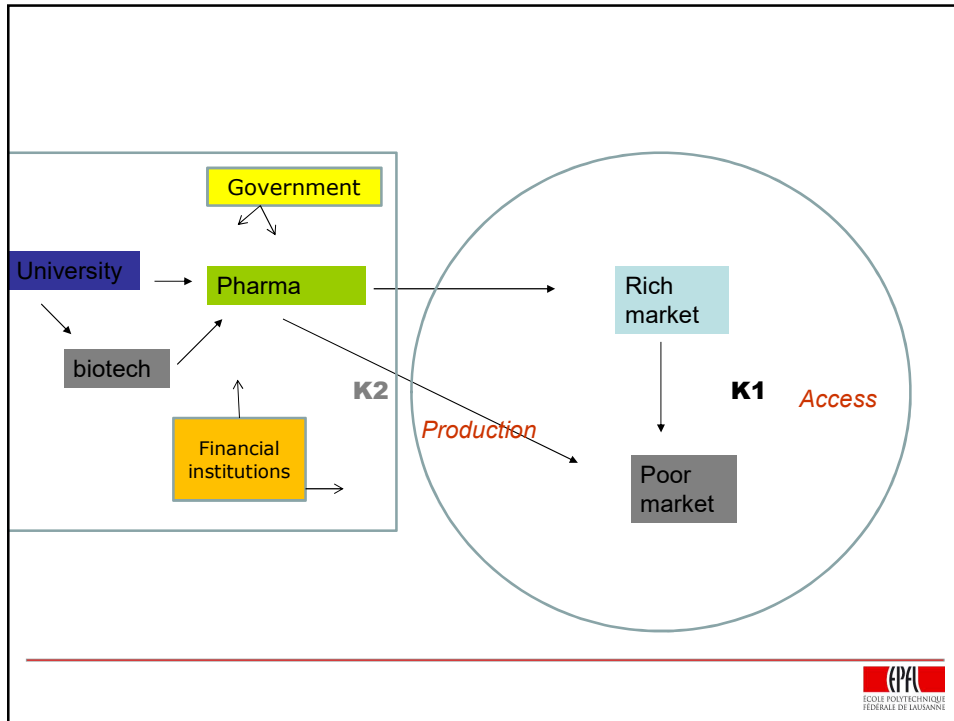 Government
University
Pharma
Rich
market
biotech
K2
K1
Access
Production
Financial
institutions
Poor
market
EPFL
ÉCOLE POLYTECHNIQUE
FÉDÉRALE DE LAUSANNE